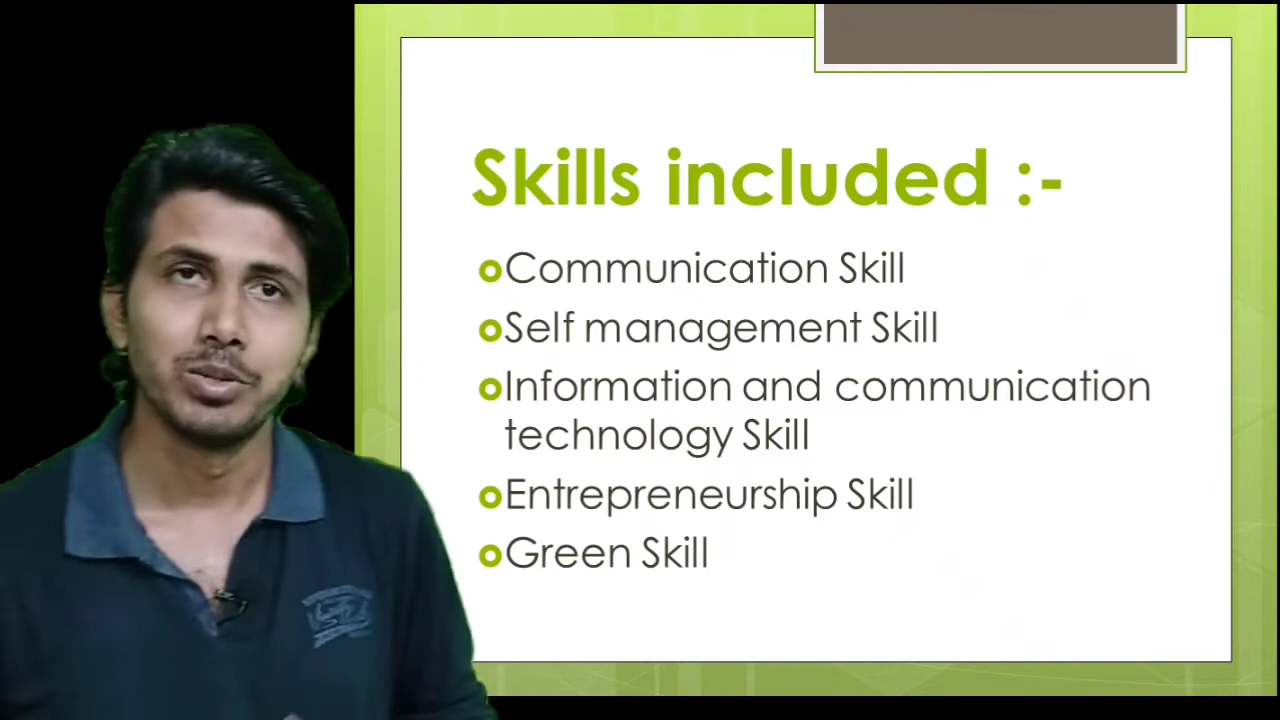 Skills included :-
Communication Skill
Self management Skill
Information and communication
technology Skill
Entrepreneurship Skill
Green Skill